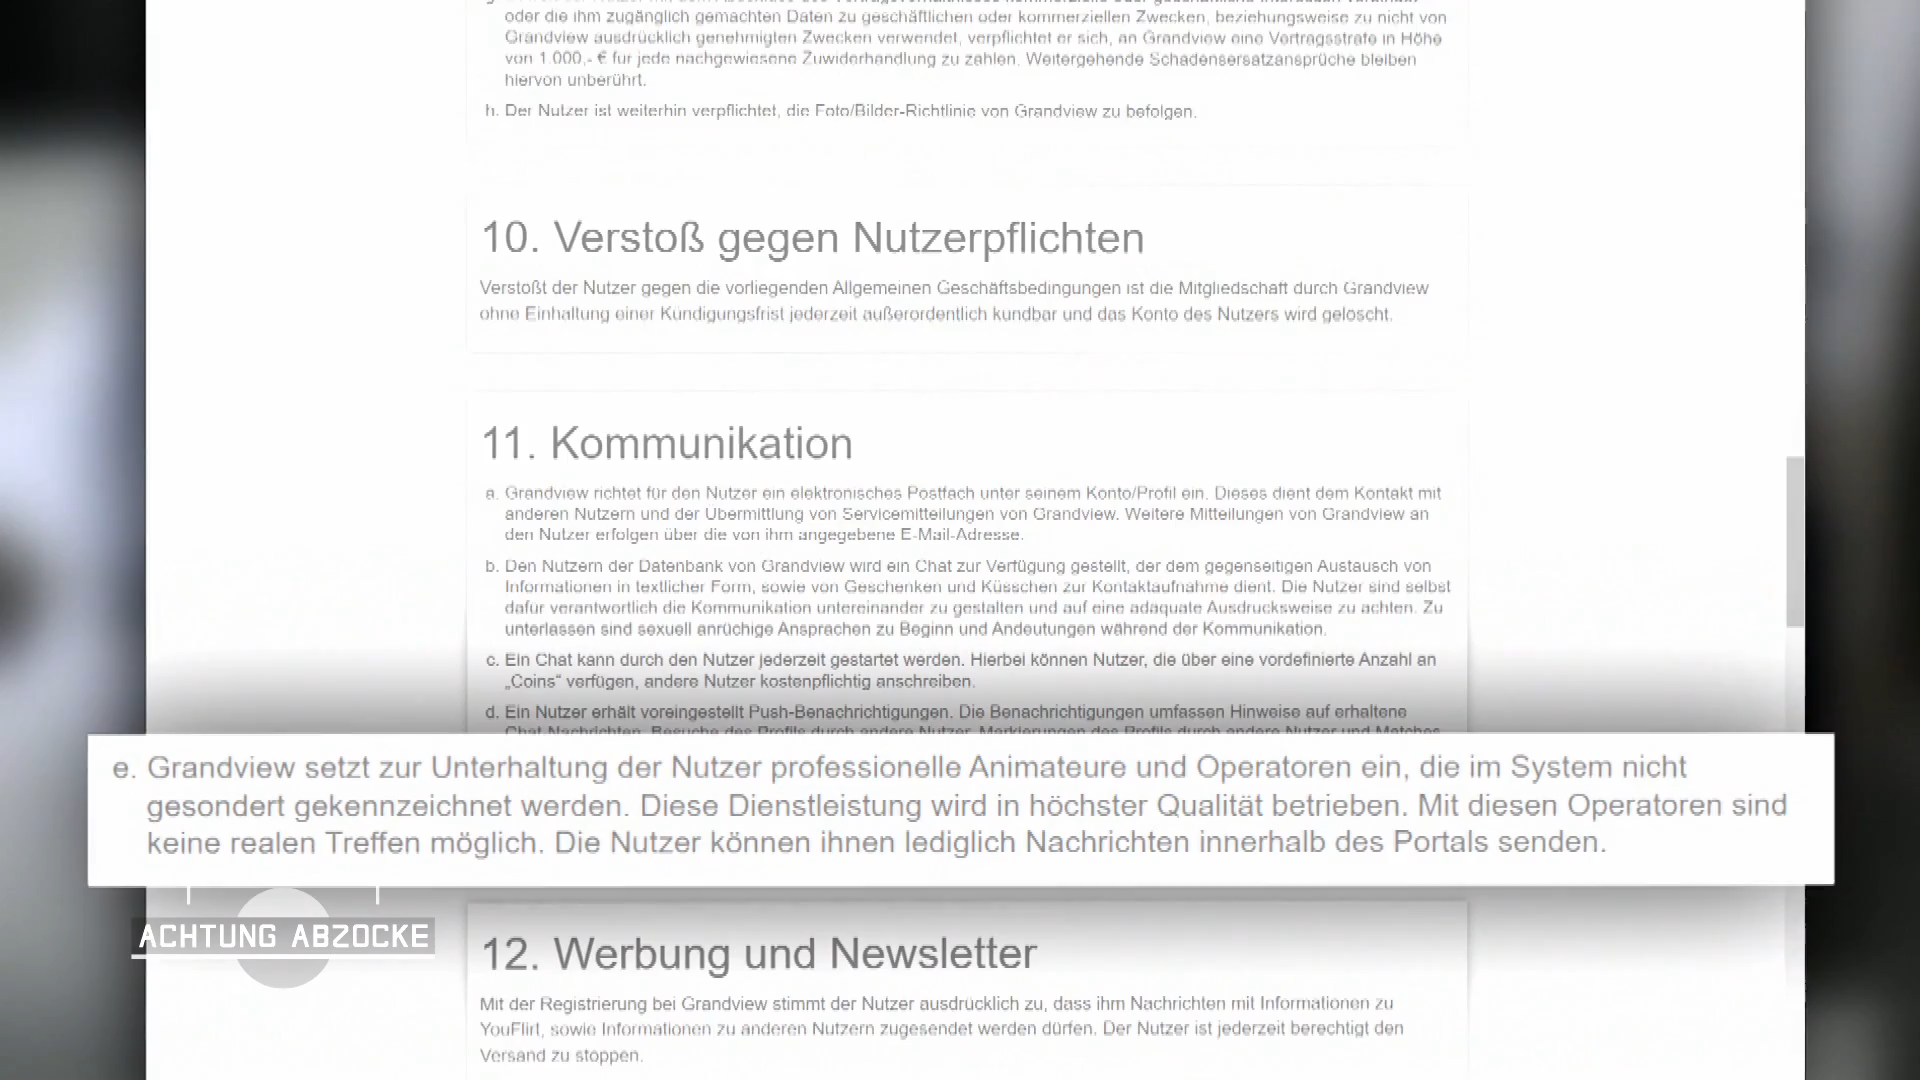 oder die ihm zugänglich gemachten Daten zu geschäftlichen oder kommerziellen Zwecken, beziehungsweise zu nicht von
Grandview ausdrücklich genehmigten Zwecken verwendet, verpflichtet er sich, an Grandview eine Vertragsstrafe in Höhe
von 1.000,- € für jede nachgewiesene Zuwiderhandlung zu zahlen. Weitergehende Schadensersatzansprüche bleiben
hiervon unberührt.
h. Der Nutzer ist weiterhin verpflichtet, die Foto/Bilder-Richtlinie von Grandview zu befolgen.
10. Verstoß gegen Nutzerpflichten
Verstoßt der Nutzer gegen die vorliegenden Allgemeinen Geschäftsbedingungen ist die Mitgliedschaft durch Grandview
ohne Einhaltung einer Kündigungsfrist jederzeit außerordentlich kündbar und das Konto des Nutzers wird gelöscht.
11. Kommunikation
a. Grandview richtet für den Nutzer ein elektronisches Postfach unter seinem Konto/Profil ein. Dieses dient dem Kontakt mit
anderen Nutzern und der Übermittlung von Servicemitteilungen von Grandview. Weitere Mitteilungen von Grandview an
den Nutzer erfolgen über die von ihm angegebene E-Mail-Adresse.
b. Den Nutzern der Datenbank von Grandview wird ein Chat zur Verfügung gestellt, der dem gegenseitigen Austausch von
Informationen in textlicher Form, sowie von Geschenken und Küsschen zur Kontaktaufnahme dient. Die Nutzer sind selbst
dafür verantwortlich die Kommunikation untereinander zu gestalten und auf eine adäquate Ausdrucksweise zu achten. Zu
unterlassen sind sexuell anrüchige Ansprachen zu Beginn und Andeutungen während der Kommunikation.
c. Ein Chat kann durch den Nutzer jederzeit gestartet werden. Hierbei können Nutzer, die über eine vordefinierte Anzahl an
„Coins“ verfügen, andere Nutzer kostenpflichtig anschreiben.
d. Ein Nutzer erhält voreingestellt Push-Benachrichtigungen. Die Benachrichtigungen umfassen Hinweise auf erhaltene
Chat-Nachrichten, Besuche des Profils durch andere Nutzer, Markierungen des Profils durch andere Nutzer und Matches
e. Grandview setzt zur Unterhaltung der Nutzer professionelle Animateure und Operatoren ein, die im System nicht
gesondert gekennzeichnet werden. Diese Dienstleistung wird in höchster Qualität betrieben. Mit diesen Operatoren sind
keine realen Treffen möglich. Die Nutzer können ihnen lediglich Nachrichten innerhalb des Portals senden.
ACHTUNG ABZOCKE
12. Werbung und Newsletter
Mit der Registrierung bei Grandview stimmt der Nutzer ausdrücklich zu, dass ihm Nachrichten mit Informationen zu
YouFlirt, sowie Informationen zu anderen Nutzern zugesendet werden dürfen. Der Nutzer ist jederzeit berechtigt den
Versand zu stoppen.